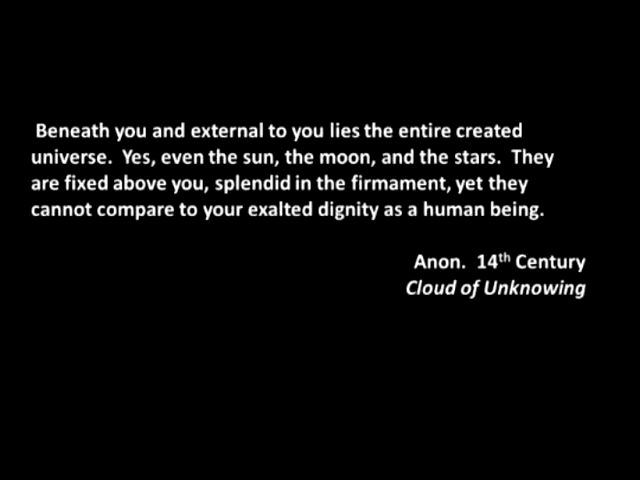 Beneath you and external to you lies the entire created
universe.  Yes, even the sun, the moon, and the stars.  They
are fixed above you, splendid in the firmament, yet they
cannot compare to your exalted dignity as a human being.
Anon.  14th Century
Cloud of Unknowing